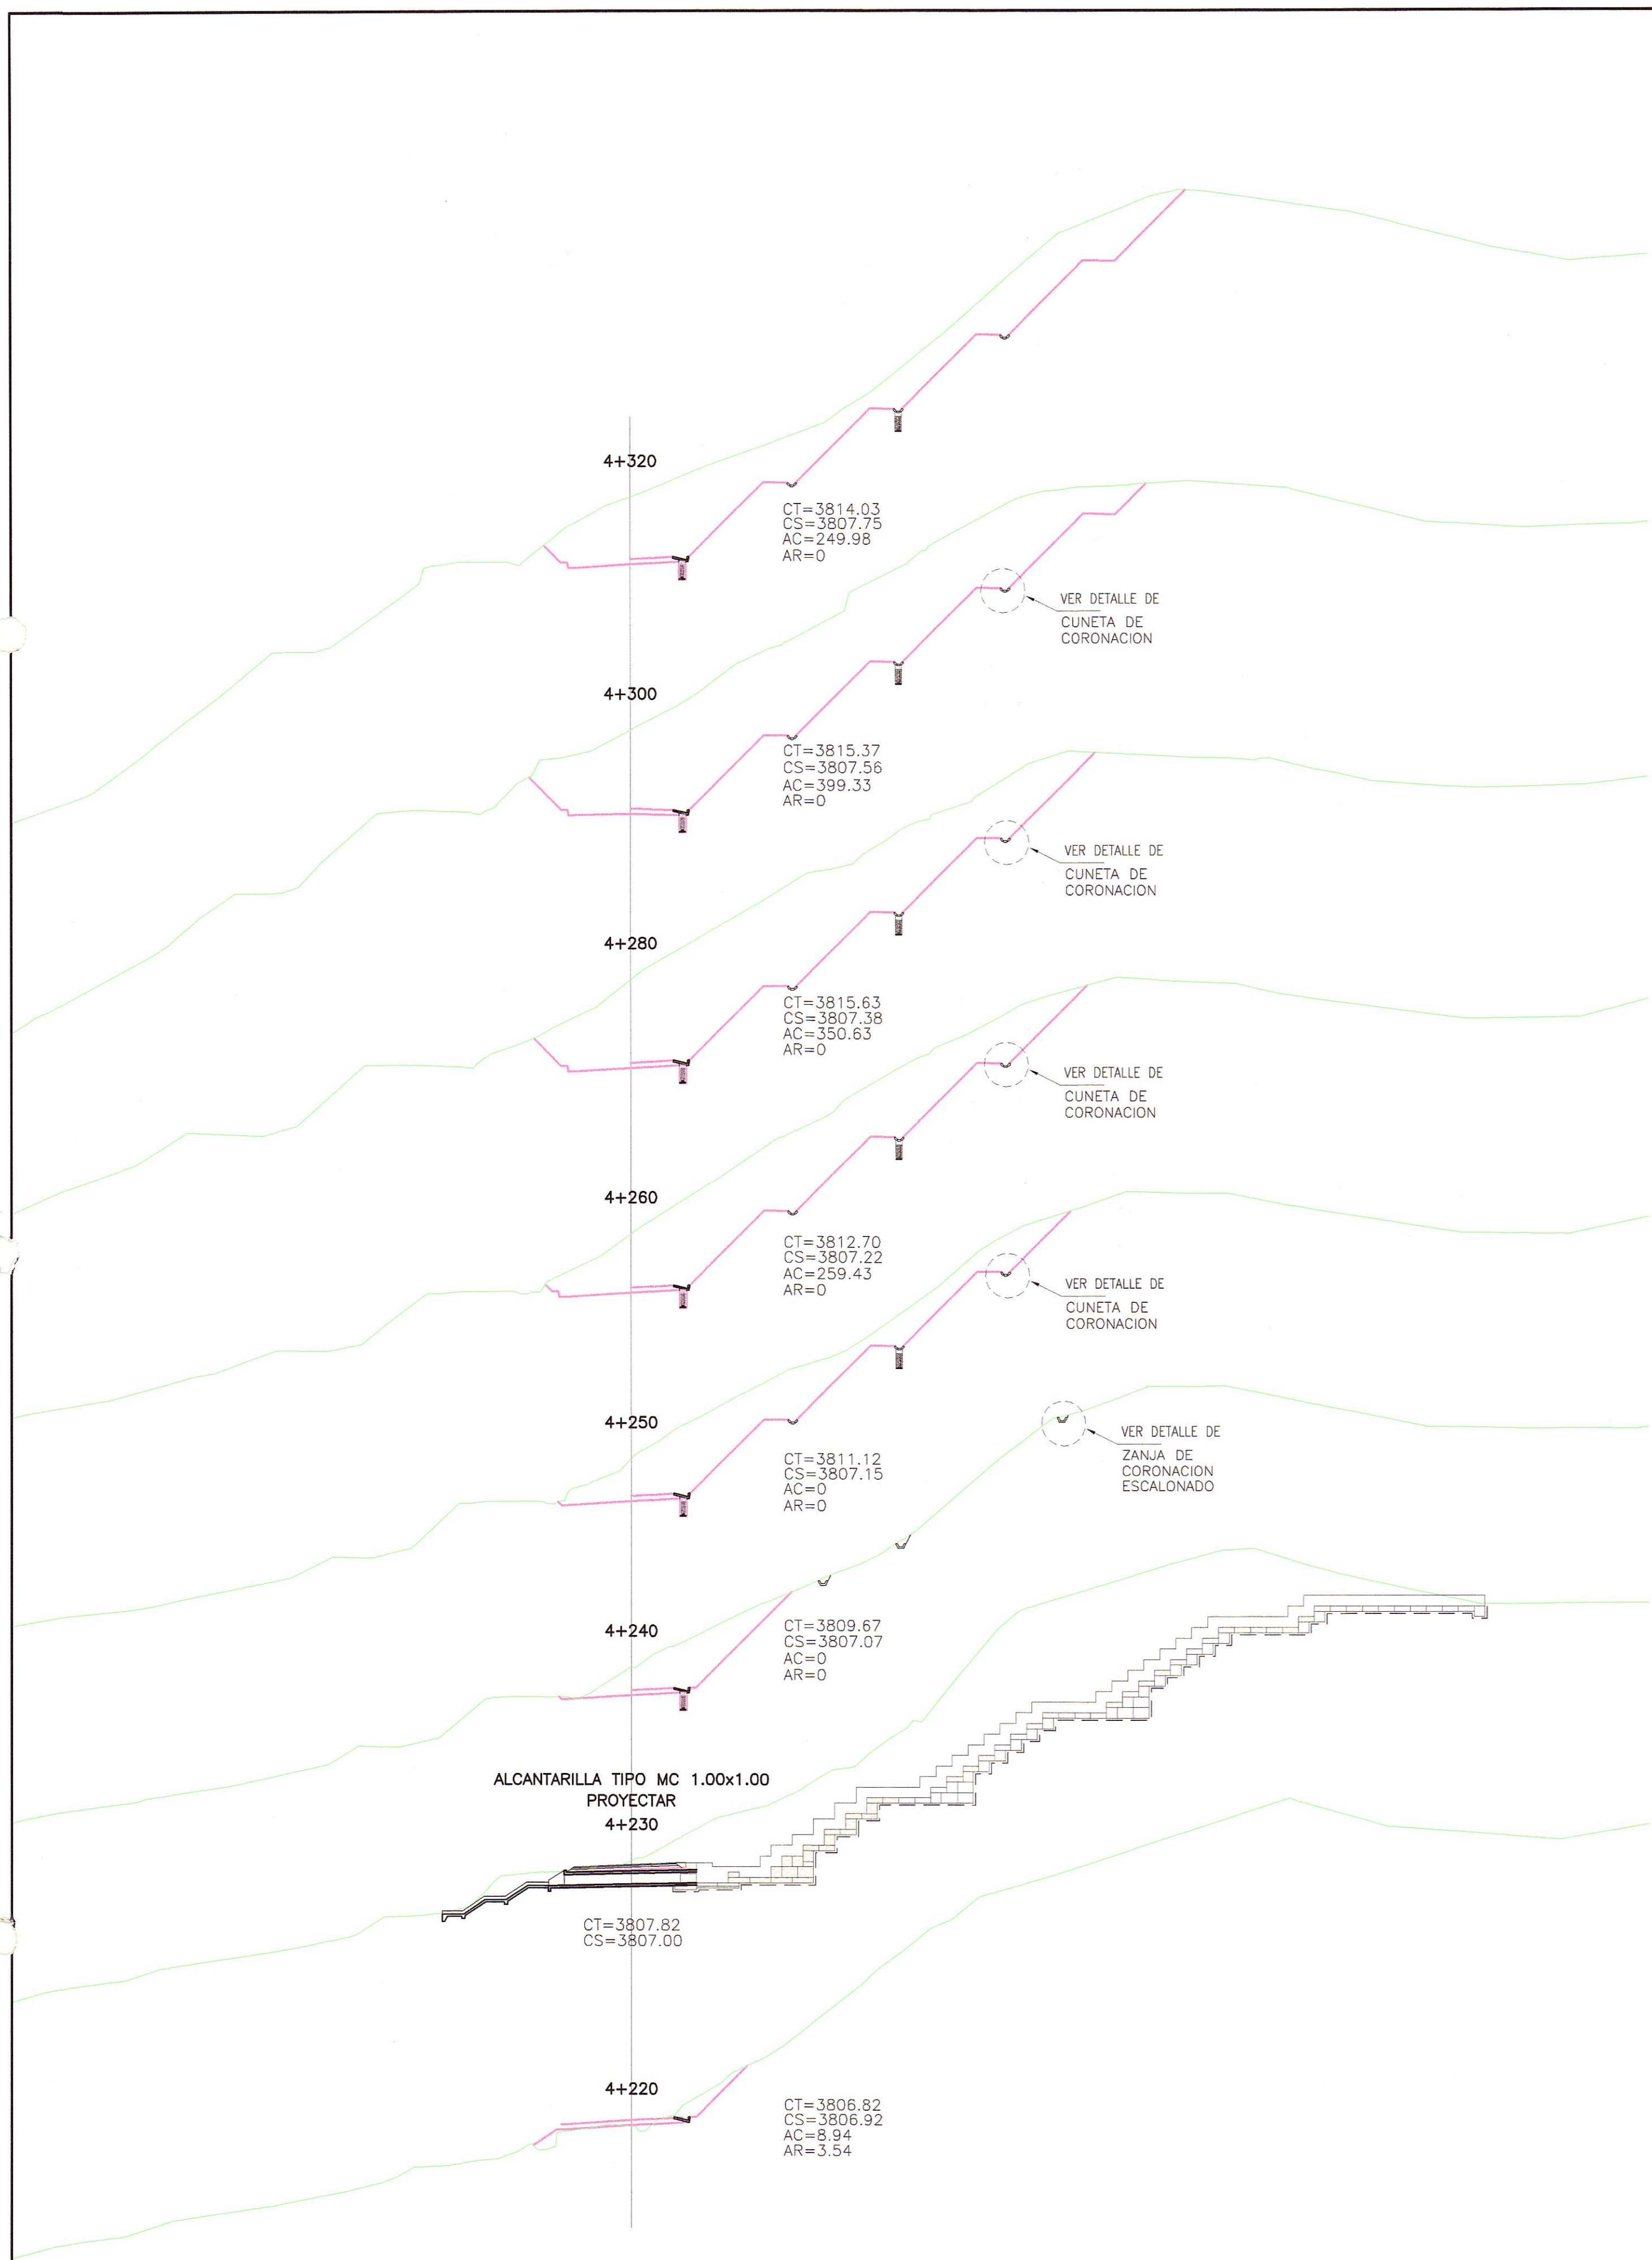 4+320
CT=3814.03
CS=3807.75
AC=249.98
AR=0
VER DETALLE DE
CUNETA DE
CORONACION
4+300
CT=3815.37
CS=3807.56
AC=399.33
AR=0
VER DETALLE DE
CUNETA DE
CORONACION
4+280
CT=3815.63
CS=3807.38
AC=350.63
AR=0
VER DETALLE DE
CUNETA DE
CORONACION
4+260
CT=3812.70
CS=3807.22
AC=259.43
AR=0
VER DETALLE DE
CUNETA DE
CORONACION
4+250
CT=3811.12
CS=3807.15
AC=0
AR=0
VER DETALLE DE
ZANJA DE
CORONACION
ESCALONADO
4+240
CT=3809.67
CS=3807.07
AC=0
AR=0
ALCANTARILLA TIPO MC 1.00x1.00
PROYECTAR
4+230
CT=3807.82
CS=3807.00
4+220
CT=3806.82
CS=3806.92
AC=8.94
AR=3.54